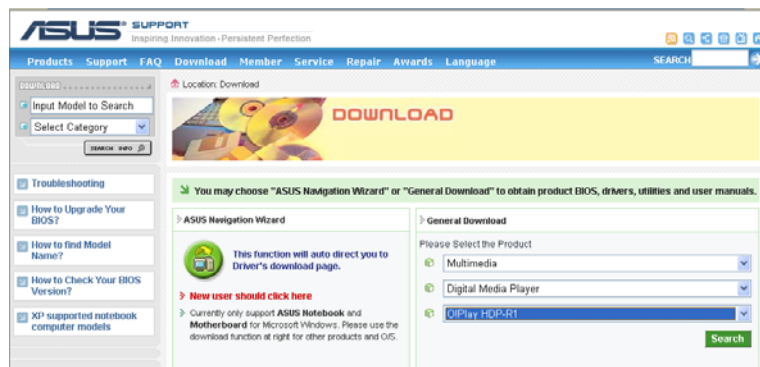 ASUS SUPPORT
Inspiring Innovation • Persistent Perfection
Products Support FAQ Download Member Service Repair Awards Language SEARCH
DOWNLOAD
Input Model to Search
Select Category
SEARCH INFO
Troubleshooting
How to Upgrade Your
BIOS?
How to find Model
Name?
How to Check Your BIOS
Version?
XP supported notebook
computer models
Location: Download
DOWNLOAD
You may choose "ASUS Navigation Wizard" or "General Download" to obtain product BIOS, drivers, utilities and user manuals.
ASUS Navigation Wizard
This function will auto direct you to
Driver's download page.
New user should click here
Currently only support ASUS Notebook and
Motherboard for Microsoft Windows. Please use the
download function at right for other products and O/S.
General Download
Please Select the Product
Multimedia
Digital Media Player
O!Play HDP-R1
Search